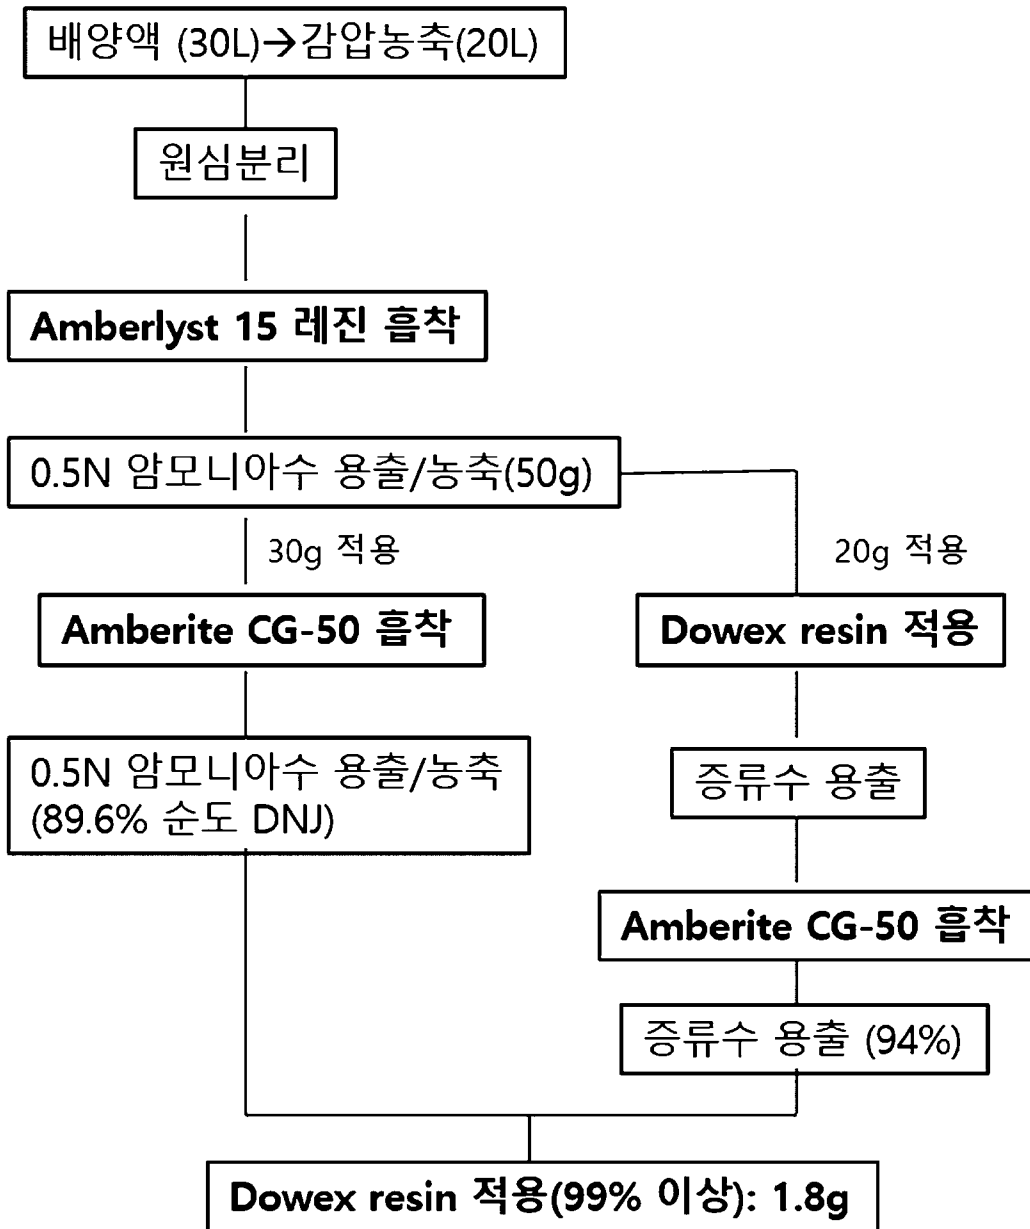 배양액 (30L)→감압농축(20L)
원심분리
Amberlyst 15 레진 흡착
0.5N 암모니아수 용출/농축(50g)
30g 적용
20g 적용
Amberite CG-50 흡착
Dowex resin 적용
0.5N 암모니아수 용출/농축
(89.6% 순도 DNJ)
증류수 용출
Amberite CG-50 흡착
증류수 용출 (94%)
Dowex resin 적용(99% 이상): 1.8g